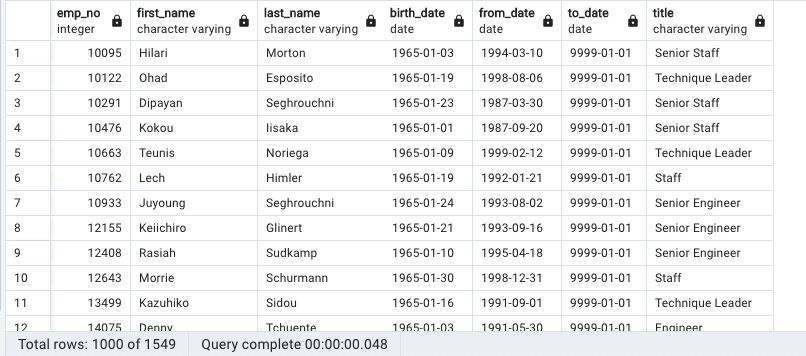 emp_no first_name last_name birth_date from_date to_date title
integer character varying character varying date date date character varying
1 10095 Hilari Morton 1965-01-03 1994-03-10 9999-01-01 Senior Staff
2 10122 Ohad Esposito 1965-01-19 1998-08-06 9999-01-01 Technique Leader
3 10291 Dipayan Seghrouchni 1965-01-23 1987-03-30 9999-01-01 Senior Staff
4 10476 Kokou Iisaka 1965-01-01 1987-09-20 9999-01-01 Senior Staff
5 10663 Teunis Noriega 1965-01-09 1999-02-12 9999-01-01 Technique Leader
6 10762 Lech Himler 1965-01-19 1992-01-21 9999-01-01 Staff
7 10933 Juyoung Seghrouchni 1965-01-24 1993-08-02 9999-01-01 Senior Engineer
8 12155 Keiichiro Glinert 1965-01-21 1993-09-16 9999-01-01 Senior Engineer
9 12408 Rasiah Sudkamp 1965-01-10 1995-04-18 9999-01-01 Senior Engineer
10 12643 Morrie Schurmann 1965-01-30 1998-12-31 9999-01-01 Staff
11 13499 Kazuhiko Sidou 1965-01-16 1991-09-01 9999-01-01 Technique Leader
12 14075 Denny Tchuente 1965-01-03 1991-05-30 9999-01-01 Engineer
Total rows: 1000 of 1549 Query complete 00:00:00.048